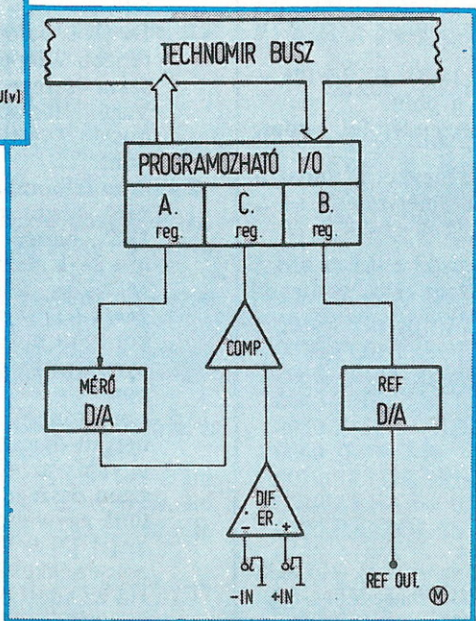 U[v]
TECHNOMIR BUSZ
PROGRAMOZHATÓ I/O
A. reg.
C. reg.
B. reg.
COMP.
MÉRŐ
D/A
REF
D/A
DIF.
ER.
- +
-IN +IN
REF OUT.
M